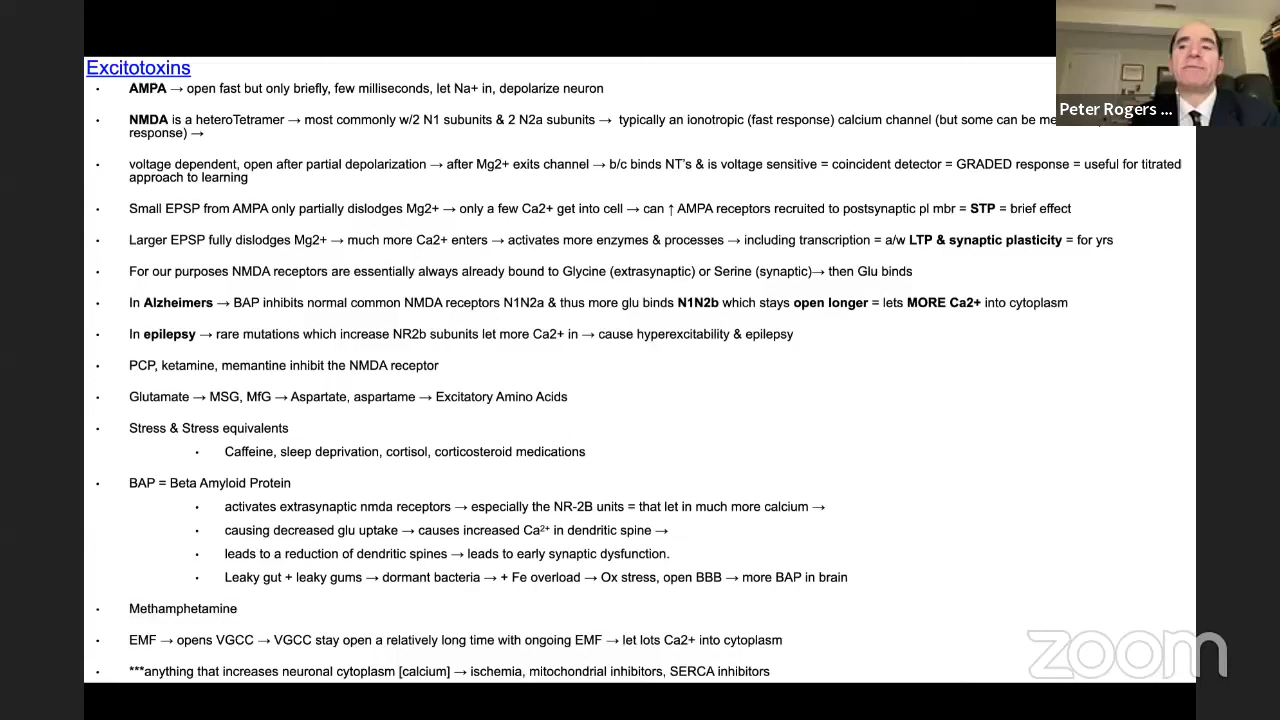 Excitotoxins
• AMPA → open fast but only briefly, few milliseconds, let Na+ in, depolarize neuron
• NMDA is a heteroTetramer → most commonly w/2 N1 subunits & 2 N2a subunits → typically an ionotropic (fast response) calcium channel (but some can be me
response) →
• voltage dependent, open after partial depolarization → after Mg2+ exits channel → b/c binds NT's & is voltage sensitive = coincident detector = GRADED response = useful for titrated
approach to learning
• Small EPSP from AMPA only partially dislodges Mg2+ → only a few Ca2+ get into cell → can ↑ AMPA receptors recruited to postsynaptic pl mbr = STP = brief effect
• Larger EPSP fully dislodges Mg2+ → much more Ca2+ enters → activates more enzymes & processes → including transcription = a/w LTP & synaptic plasticity = for yrs
• For our purposes NMDA receptors are essentially always already bound to Glycine (extrasynaptic) or Serine (synaptic)→ then Glu binds
• In Alzheimers → BAP inhibits normal common NMDA receptors N1N2a & thus more glu binds N1N2b which stays open longer = lets MORE Ca2+ into cytoplasm
• In epilepsy → rare mutations which increase NR2b subunits let more Ca2+ in → cause hyperexcitability & epilepsy
• PCP, ketamine, memantine inhibit the NMDA receptor
• Glutamate → MSG, MfG → Aspartate, aspartame → Excitatory Amino Acids
• Stress & Stress equivalents
• Caffeine, sleep deprivation, cortisol, corticosteroid medications
• BAP = Beta Amyloid Protein
• activates extrasynaptic nmda receptors → especially the NR-2B units = that let in much more calcium →
• causing decreased glu uptake → causes increased Ca²⁺ in dendritic spine →
• leads to a reduction of dendritic spines → leads to early synaptic dysfunction.
• Leaky gut + leaky gums → dormant bacteria → + Fe overload → Ox stress, open BBB → more BAP in brain
• Methamphetamine
• EMF → opens VGCC → VGCC stay open a relatively long time with ongoing EMF → let lots Ca2+ into cytoplasm
• ***anything that increases neuronal cytoplasm [calcium] → ischemia, mitochondrial inhibitors, SERCA inhibitors
Peter Rogers ...
zoom